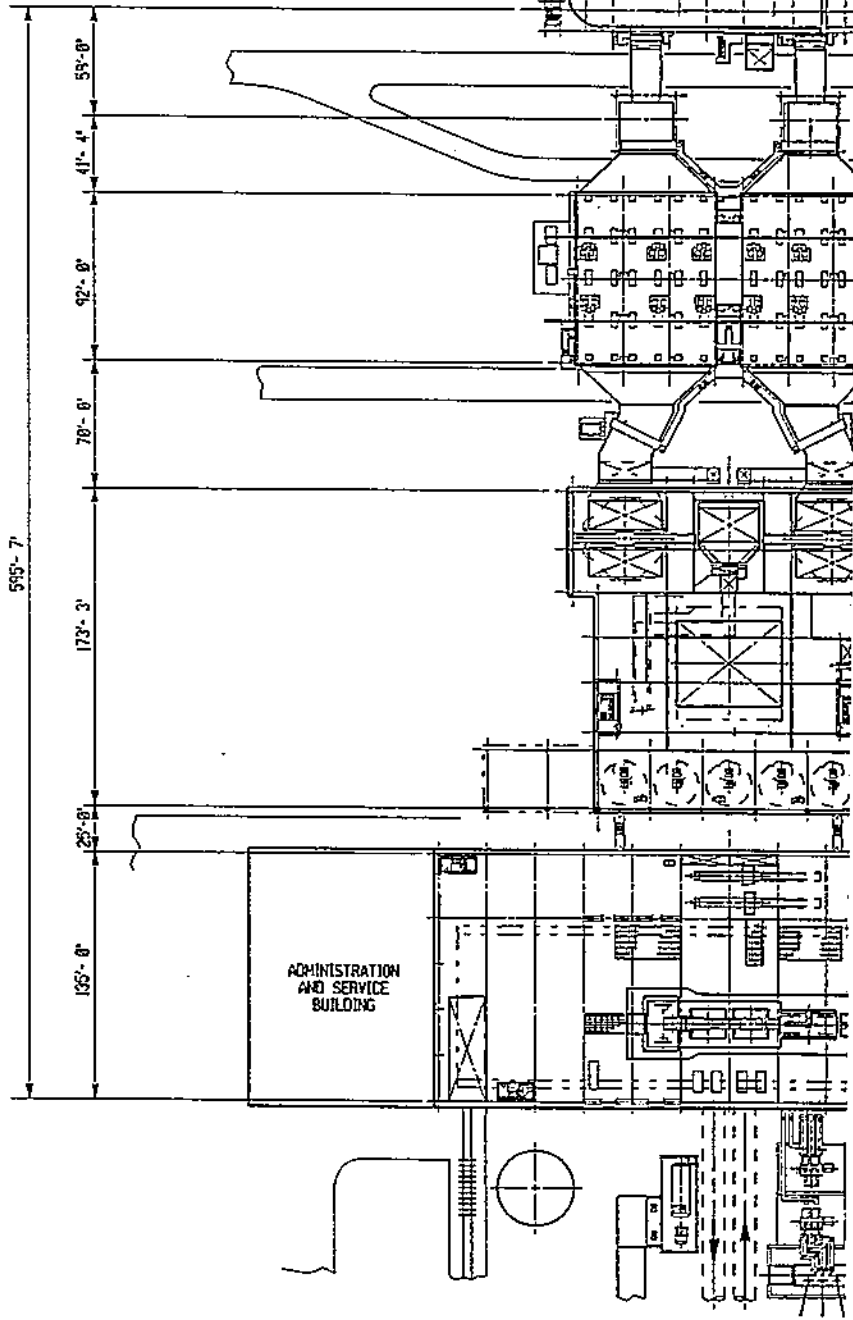 59'-0"
41'- 4"
92'- 0"
70'- 0"
595'- 7"
173'- 3"
25'-0"
135'- 0"
ADMINISTRATION
AND SERVICE
BUILDING